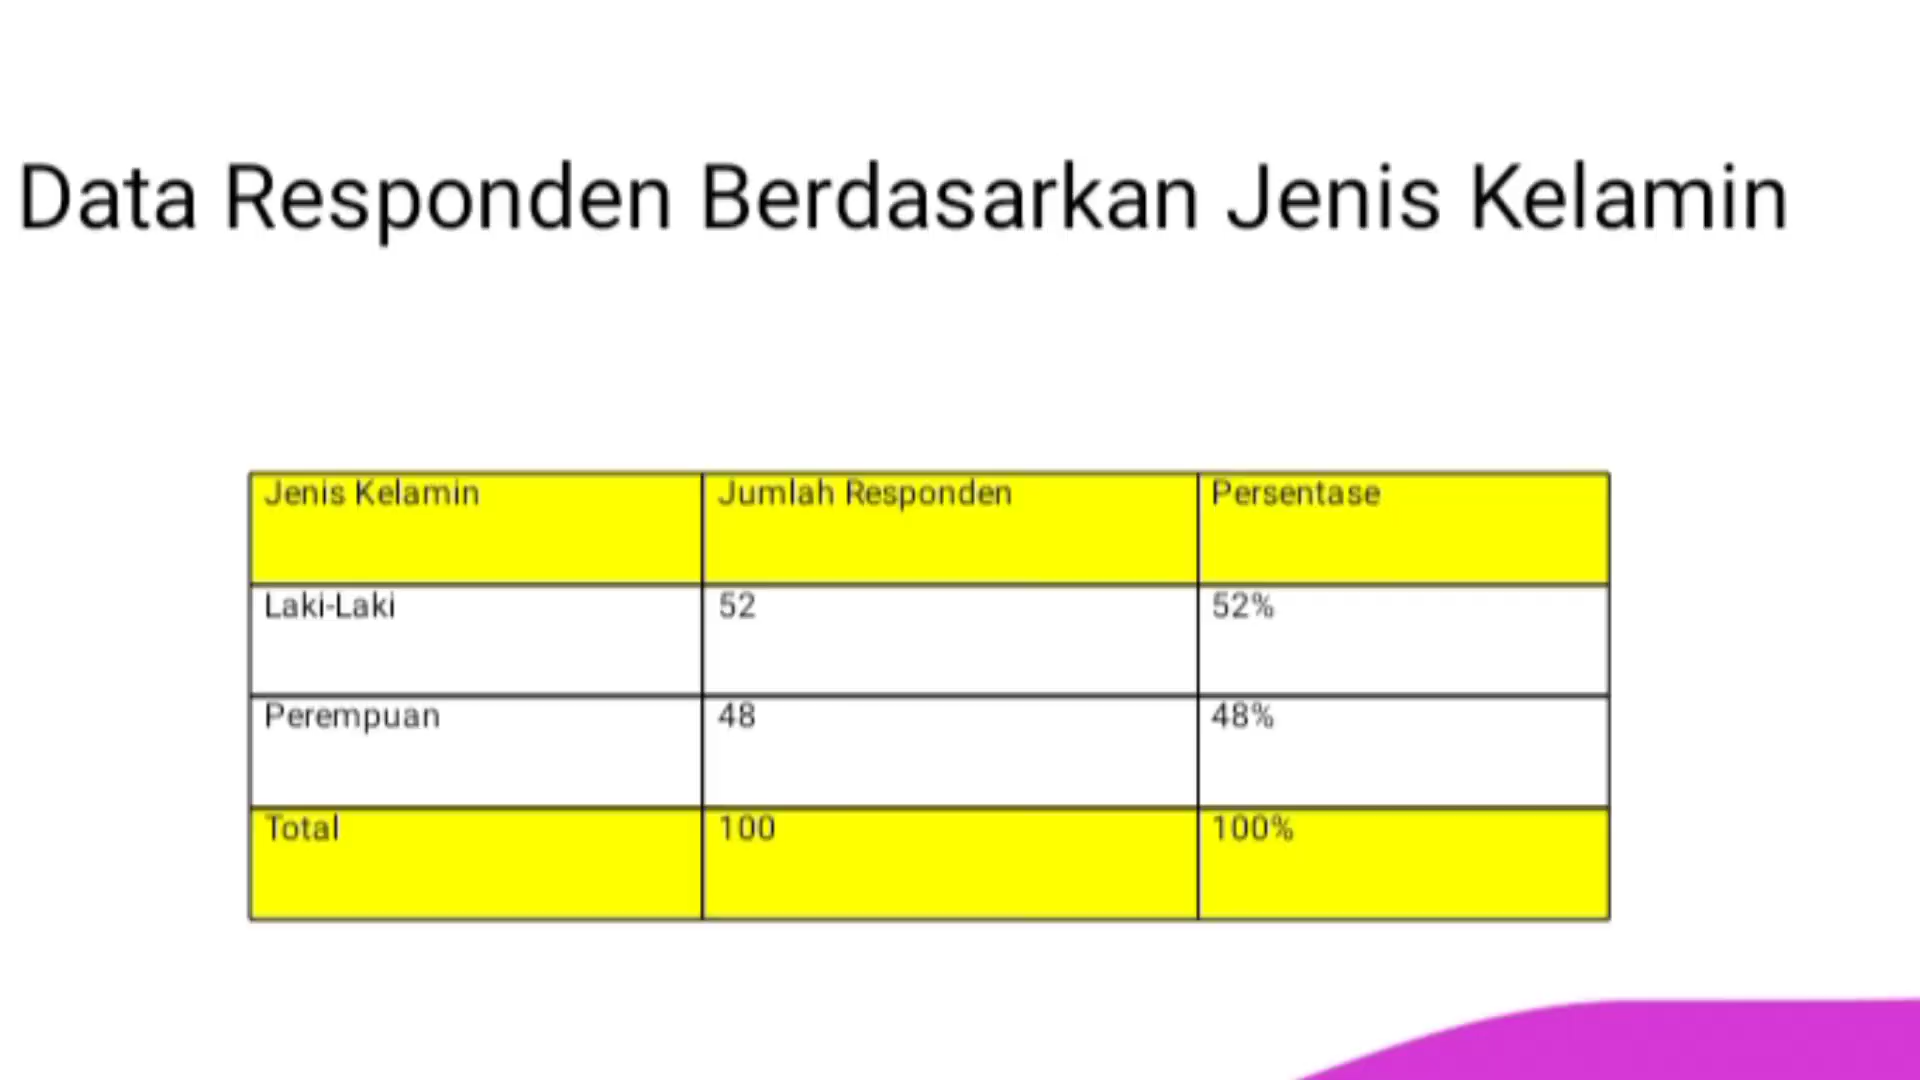 Data Responden Berdasarkan Jenis Kelamin
Jenis Kelamin Jumlah Responden Persentase
Laki-Laki 52 52%
Perempuan 48 48%
Total 100 100%